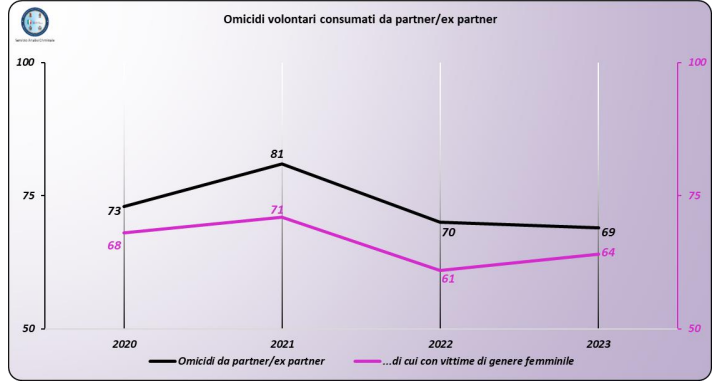 Omicidi volontari consumati da partner/ex partner
100 100
81
75 73 71 75
68 70 69
64
61
50 50
2020 2021 2022 2023
Omicidi da partner/ex partner ...di cui con vittime di genere femminile